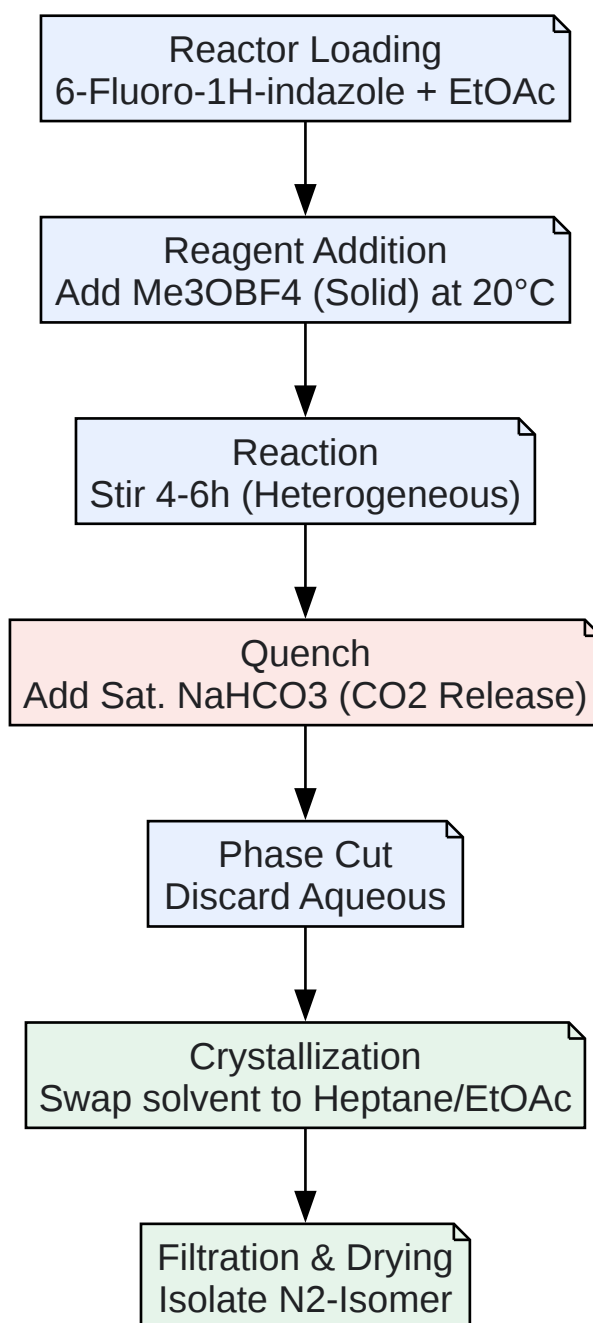 Reactor Loading
6-Fluoro-1H-indazole + EtOAc
Reagent Addition
Add Me3OBF4 (Solid) at 20°C
Reaction
Stir 4-6h (Heterogeneous)
Quench
Add Sat. NaHCO3 (CO2 Release)
Phase Cut
Discard Aqueous
Crystallization
Swap solvent to Heptane/EtOAc
Filtration & Drying
Isolate N2-Isomer